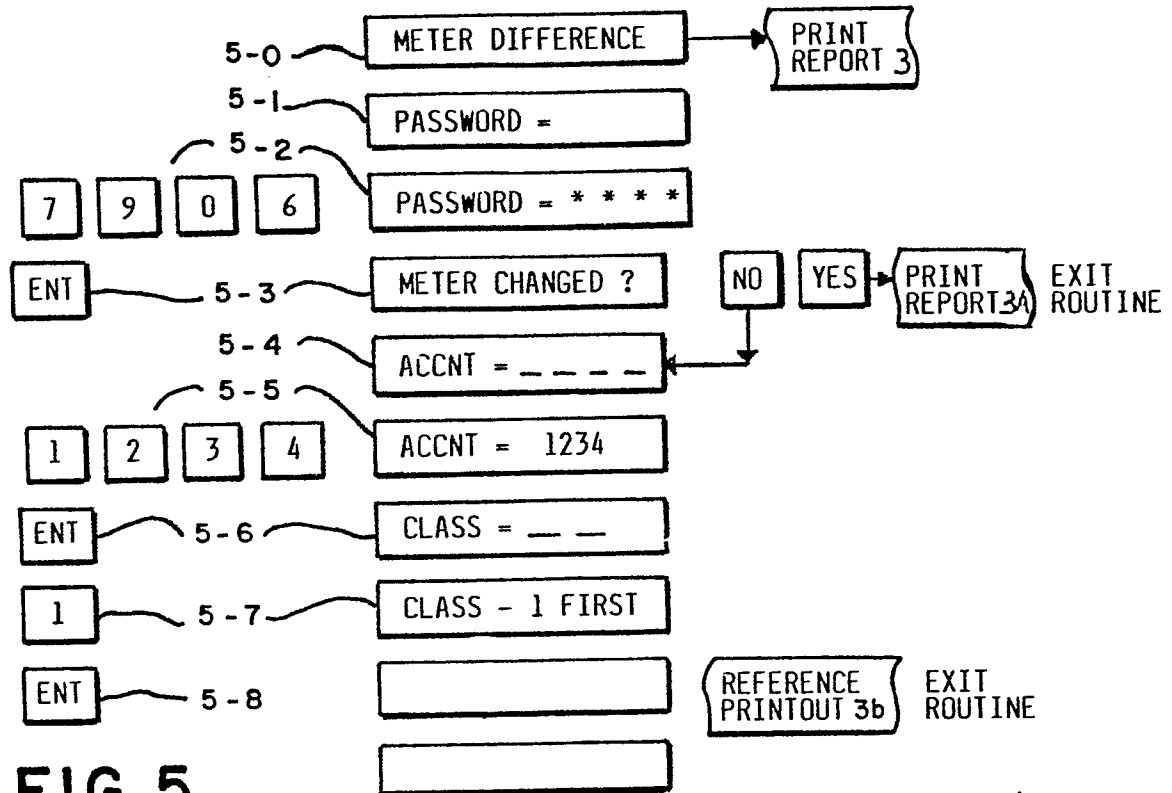 5-0 METER DIFFERENCE PRINT
REPORT 3
5-1 PASSWORD =
5-2
7 9 0 6 PASSWORD = * * * *
ENT 5-3 METER CHANGED ? NO YES PRINT EXIT
REPORT 3A ROUTINE
5-4 ACCNT = _ _ _ _
5-5
1 2 3 4 ACCNT = 1234
ENT 5-6 CLASS = _ _
1 5-7 CLASS - 1 FIRST
ENT 5-8 REFERENCE EXIT
PRINTOUT 3b ROUTINE
FIG 5